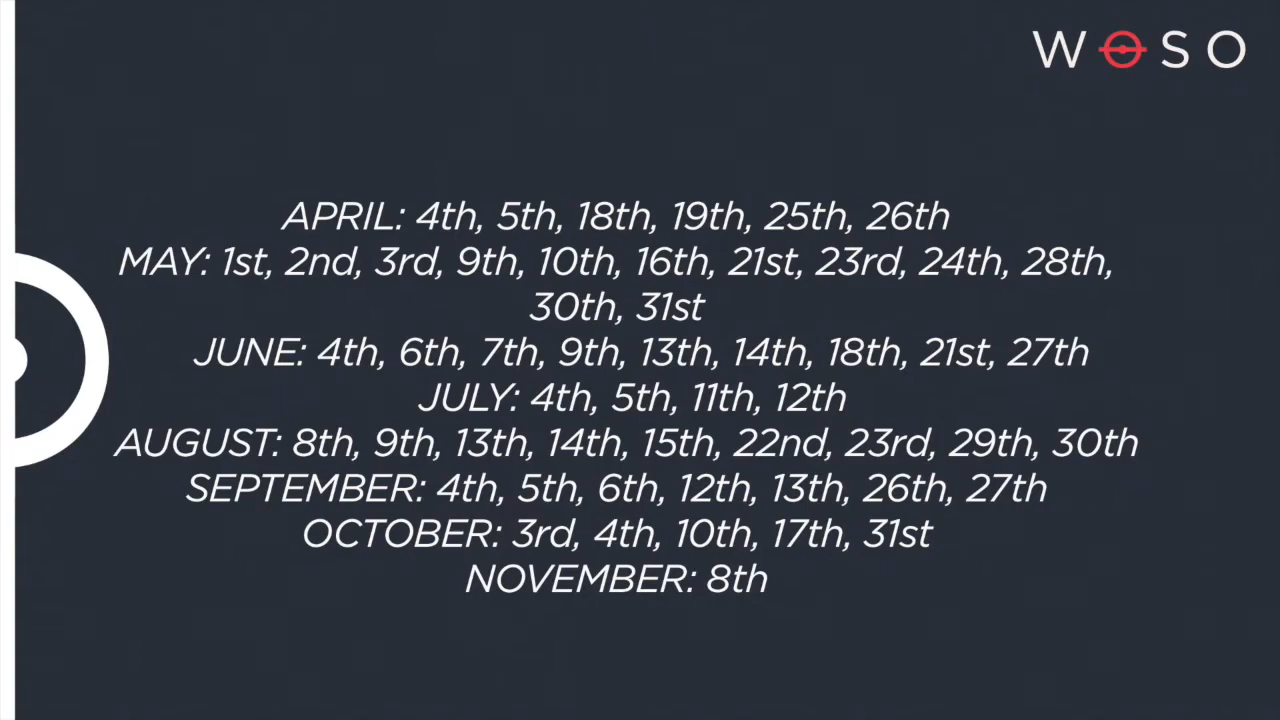 WOSO
APRIL: 4th, 5th, 18th, 19th, 25th, 26th
MAY: 1st, 2nd, 3rd, 9th, 10th, 16th, 21st, 23rd, 24th, 28th,
30th, 31st
JUNE: 4th, 6th, 7th, 9th, 13th, 14th, 18th, 21st, 27th
JULY: 4th, 5th, 11th, 12th
AUGUST: 8th, 9th, 13th, 14th, 15th, 22nd, 23rd, 29th, 30th
SEPTEMBER: 4th, 5th, 6th, 12th, 13th, 26th, 27th
OCTOBER: 3rd, 4th, 10th, 17th, 31st
NOVEMBER: 8th